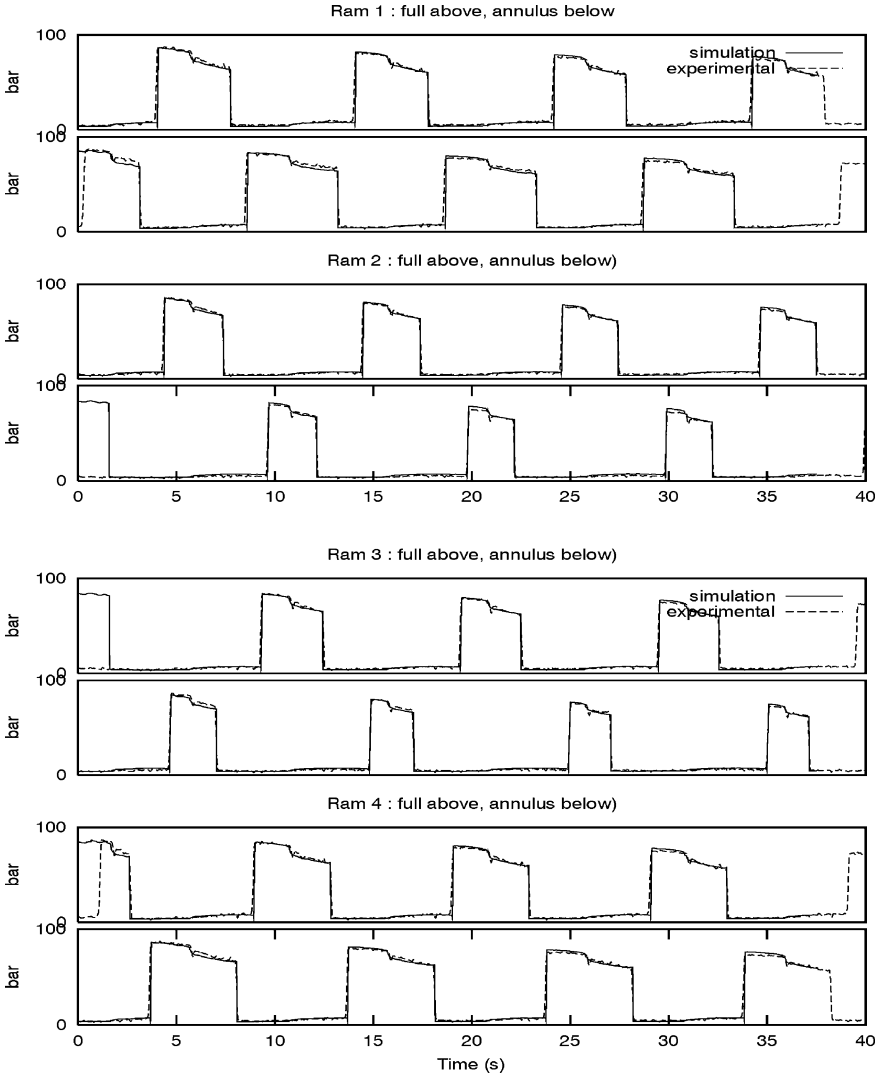 Ram 1 : full above, annulus below
100
simulation
experimental
bar
0
100
bar
0
Ram 2 : full above, annulus below)
100
bar
0
100
bar
0
0 5 10 15 20 25 30 35 40
Ram 3 : full above, annulus below)
100
simulation
experimental
bar
0
100
bar
0
Ram 4 : full above, annulus below)
100
bar
0
100
bar
0
0 5 10 15 20 25 30 35 40
Time (s)